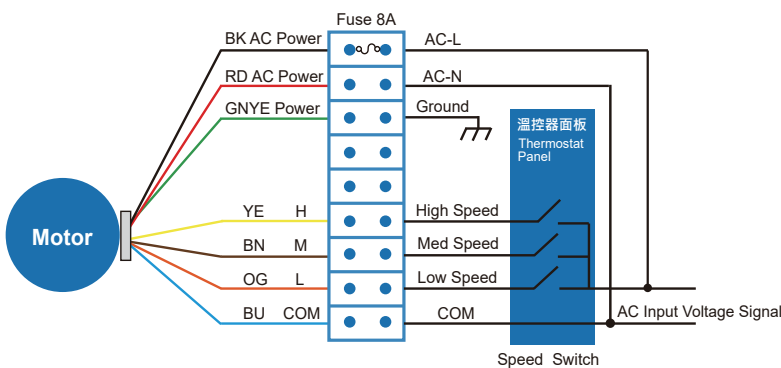 Fuse 8A
BK AC Power
AC-L
RD AC Power
AC-N
GNYE Power
Ground
溫控器面板
Thermostat
Panel
Motor
YE H
High Speed
BN M
Med Speed
OG L
Low Speed
BU COM
COM
AC Input Voltage Signal
Speed Switch